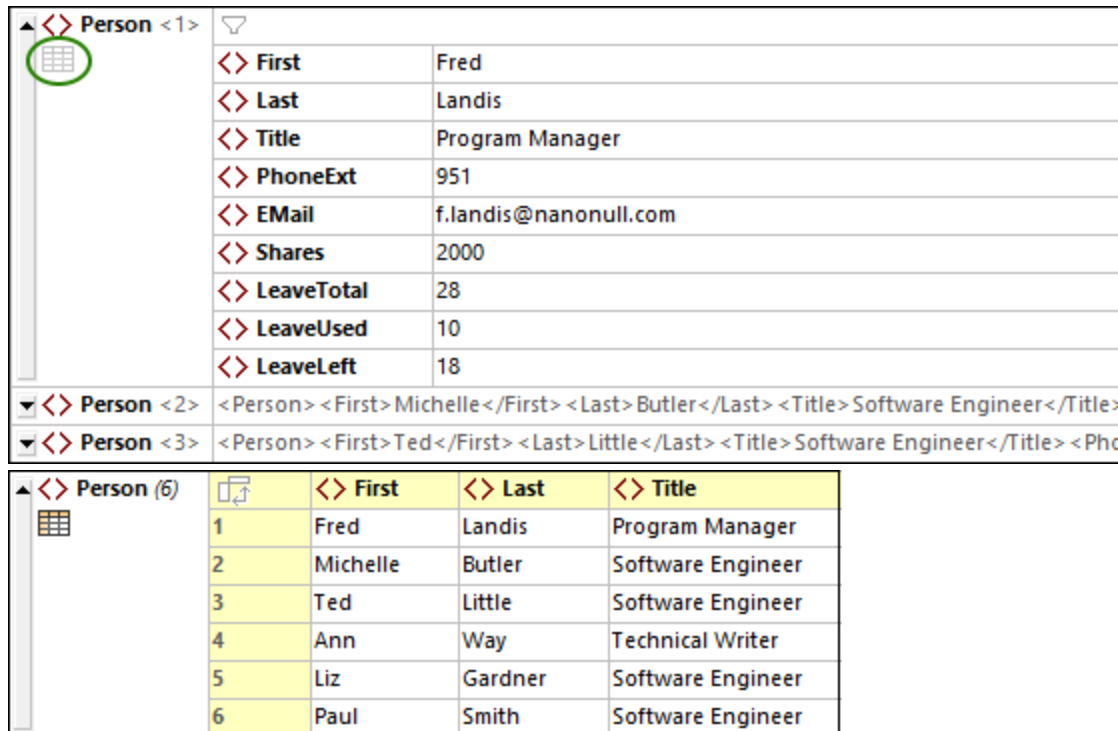 <> Person <1>
<> First Fred
<> Last Landis
<> Title Program Manager
<> PhoneExt 951
<> EMail f.landis@nanonull.com
<> Shares 2000
<> LeaveTotal 28
<> LeaveUsed 10
<> LeaveLeft 18
<> Person <2> <Person> <First>Michelle</First> <Last>Butler</Last> <Title>Software Engineer</Title>
<> Person <3> <Person> <First>Ted</First> <Last>Little</Last> <Title>Software Engineer</Title> <Pho
<> Person (6) <> First <> Last <> Title
1 Fred Landis Program Manager
2 Michelle Butler Software Engineer
3 Ted Little Software Engineer
4 Ann Way Technical Writer
5 Liz Gardner Software Engineer
6 Paul Smith Software Engineer